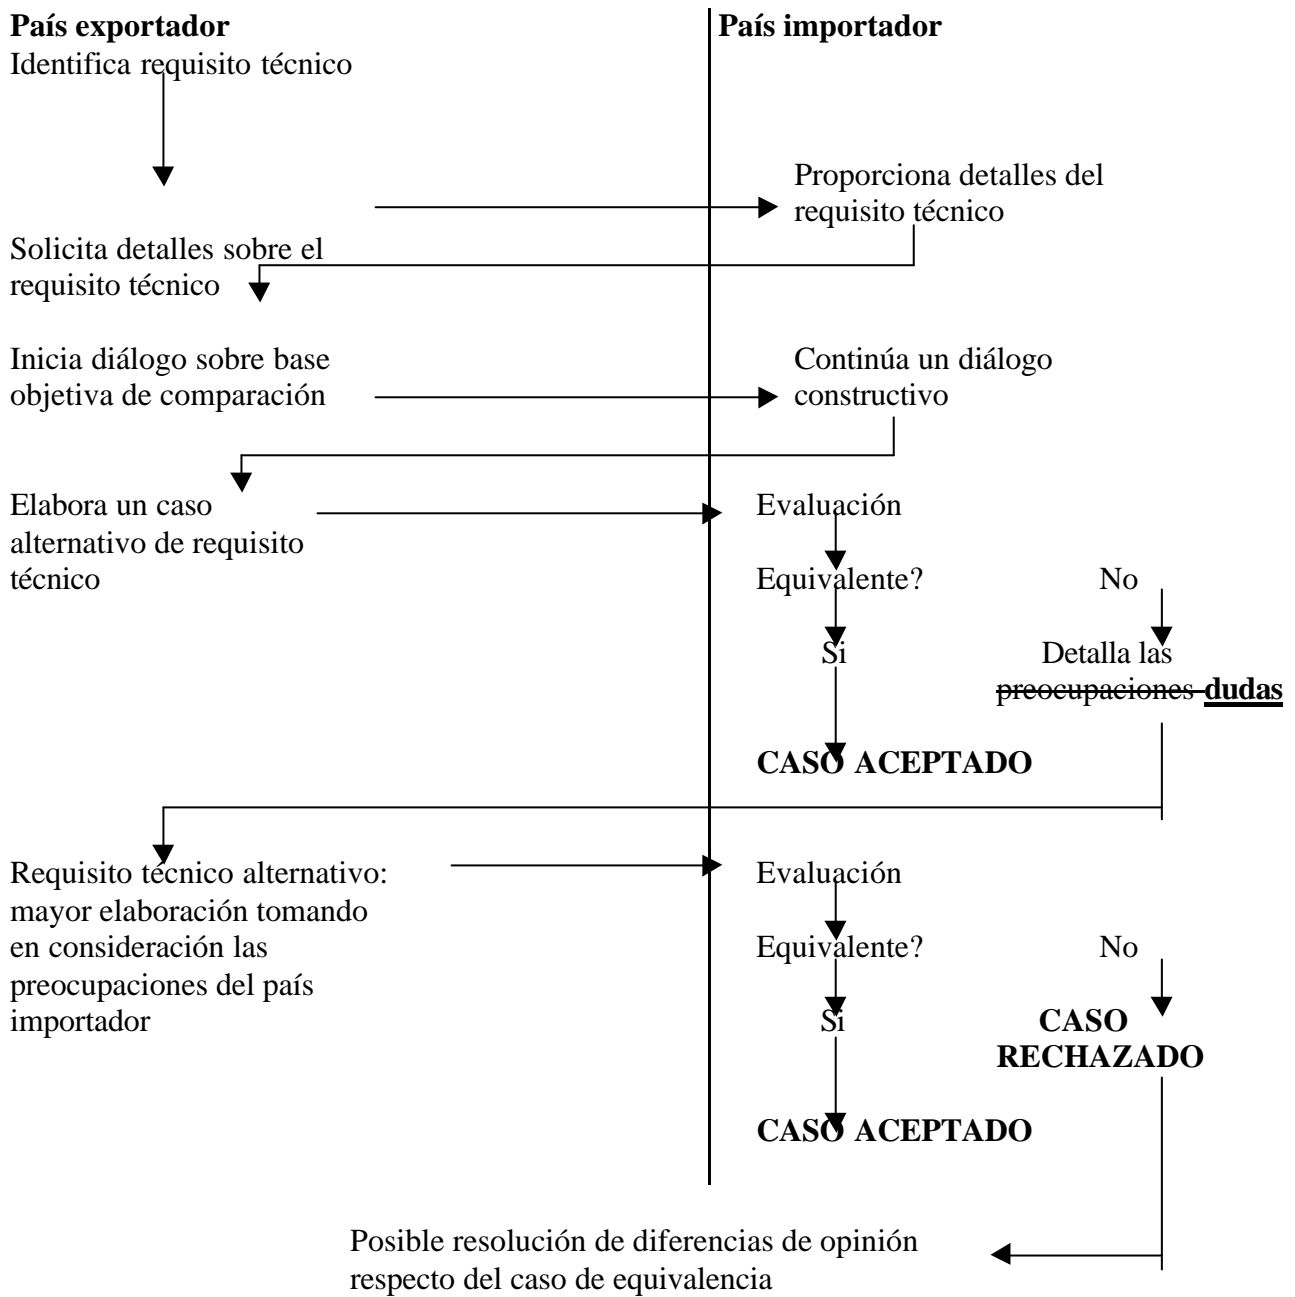 País exportador
País importador
Identifica requisito técnico
Proporciona detalles del
requisito técnico
Solicita detalles sobre el
requisito técnico
Inicia diálogo sobre base
objetiva de comparación
Continúa un diálogo
constructivo
Elabora un caso
alternativo de requisito
técnico
Evaluación
Equivalente?
No
Si
Detalla las
preocupaciones dudas
CASO ACEPTADO
Requisito técnico alternativo:
mayor elaboración tomando
en consideración las
preocupaciones del país
importador
Evaluación
Equivalente?
No
Si
CASO
RECHAZADO
CASO ACEPTADO
Posible resolución de diferencias de opinión
respecto del caso de equivalencia